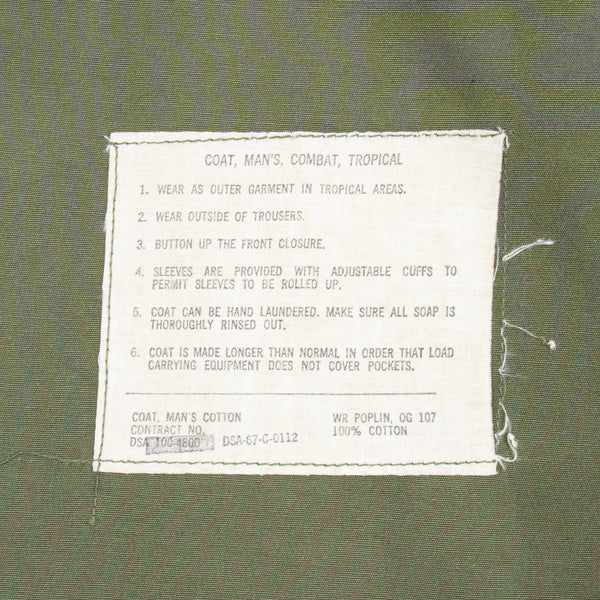 COAT, MAN'S, COMBAT, TROPICAL
1. WEAR AS OUTER GARMENT IN TROPICAL AREAS.
2. WEAR OUTSIDE OF TROUSERS.
3. BUTTON UP THE FRONT CLOSURE.
4. SLEEVES ARE PROVIDED WITH ADJUSTABLE CUFFS TO
PERMIT SLEEVES TO BE ROLLED UP.
5. COAT CAN BE HAND LAUNDERED. MAKE SURE ALL SOAP IS
THOROUGHLY RINSED OUT.
6. COAT IS MADE LONGER THAN NORMAL IN ORDER THAT LOAD
CARRYING EQUIPMENT DOES NOT COVER POCKETS.
COAT, MAN'S COTTON WR POPLIN, OG 107
CONTRACT NO. 100% COTTON
DSA 100-4800 DSA-67-C-0112